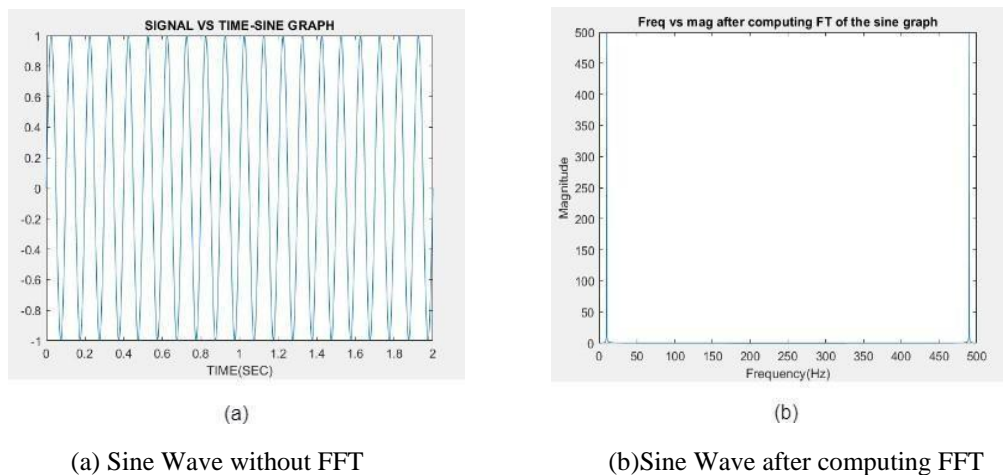 SIGNAL VS TIME-SINE GRAPH
1
0.8
0.6
0.4
0.2
0
-0.2
-0.4
-0.6
-0.8
-1
0 0.2 0.4 0.6 0.8 1 1.2 1.4 1.6 1.8 2
TIME(SEC)
(a)
Freq vs mag after computing FT of the sine graph
500
450
400
350
300
250
200
150
100
50
0
Magnitude
0 50 100 150 200 250 300 350 400 450 500
Frequency(Hz)
(b)
(a) Sine Wave without FFT
(b)Sine Wave after computing FFT